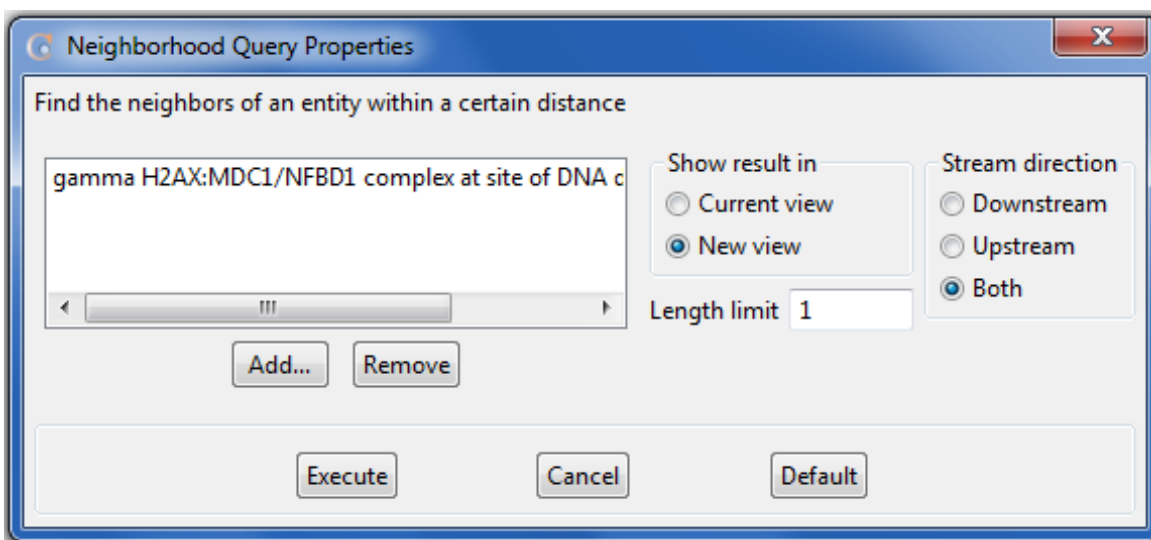 Neighborhood Query Properties
Find the neighbors of an entity within a certain distance
gamma H2AX:MDC1/NFBD1 complex at site of DNA
Show result in
Current view
New view
Length limit 1
Stream direction
Downstream
Upstream
Both
Add...
Remove
Execute
Cancel
Default